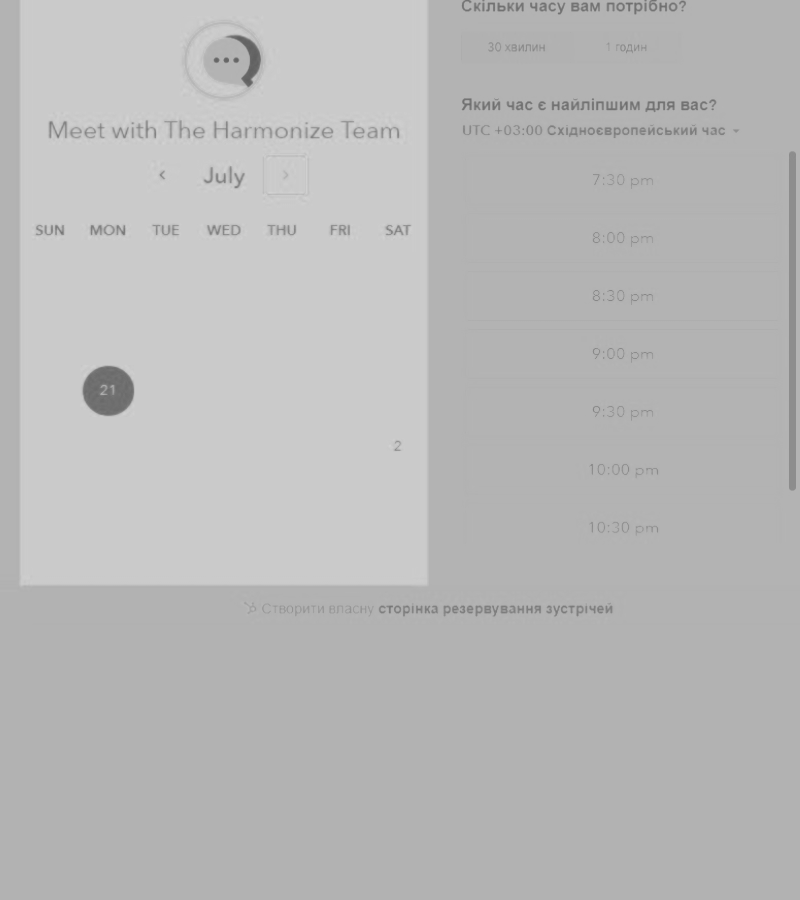 Скільки часу вам потрібно?
30 хвилин
1 годин
Meet with The Harmonize Team
July
SUN MON TUE WED THU FRI SAT
21
2
Який час є найліпшим для вас?
UTC +03:00 Східноєвропейський час
7:30 pm
8:00 pm
8:30 pm
9:00 pm
9:30 pm
10:00 pm
10:30 pm
Створити власну сторінка резервування зустрічей